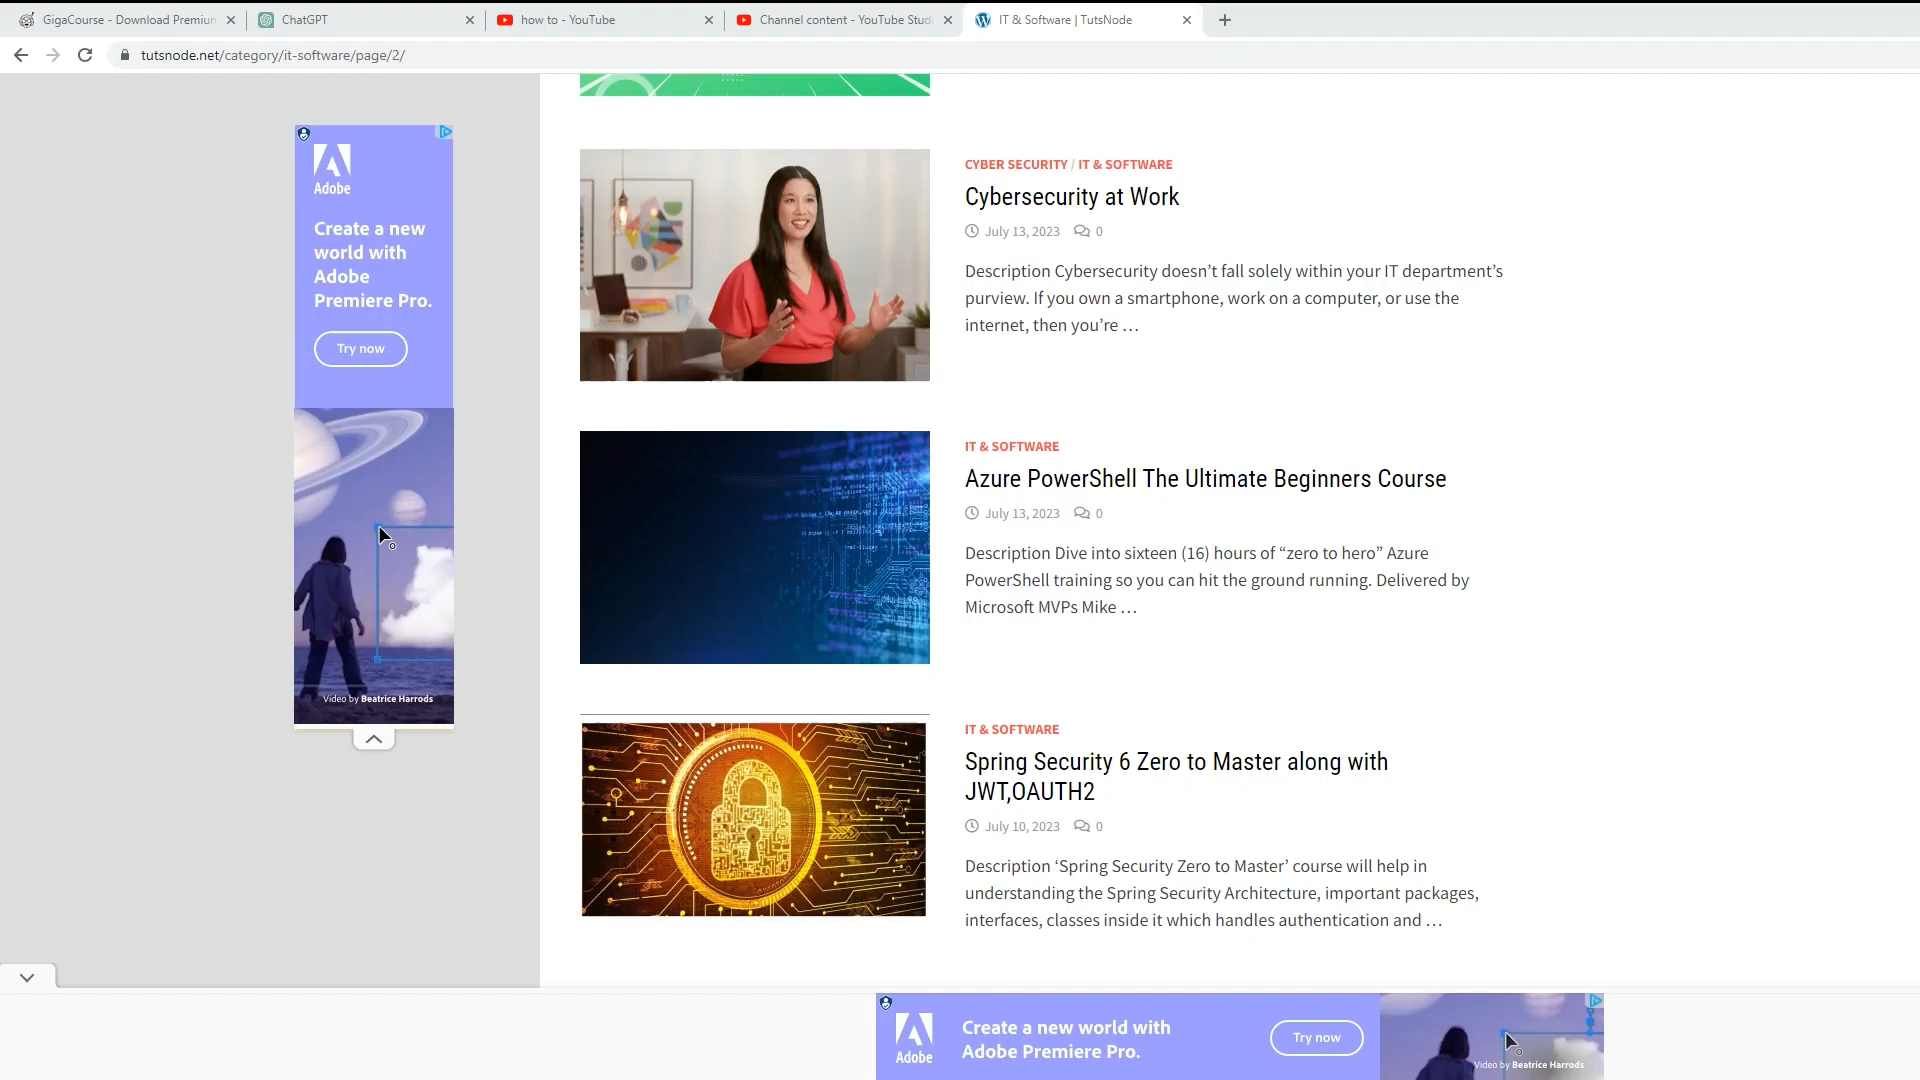 GigaCourse - Download Premium
ChatGPT
how to - YouTube
Channel content - YouTube Studi
IT & Software | TutsNode
tutsnode.net/category/it-software/page/2/
Adobe
Create a new
world with
Adobe
Premiere Pro.
Try now
Video by Beatrice Harrods
CYBER SECURITY / IT & SOFTWARE
Cybersecurity at Work
July 13, 2023 0
Description Cybersecurity doesn’t fall solely within your IT department’s
purview. If you own a smartphone, work on a computer, or use the
internet, then you’re …
IT & SOFTWARE
Azure PowerShell The Ultimate Beginners Course
July 13, 2023 0
Description Dive into sixteen (16) hours of “zero to hero” Azure
PowerShell training so you can hit the ground running. Delivered by
Microsoft MVPs Mike …
IT & SOFTWARE
Spring Security 6 Zero to Master along with
JWT,OAUTH2
July 10, 2023 0
Description ‘Spring Security Zero to Master’ course will help in
understanding the Spring Security Architecture, important packages,
interfaces, classes inside it which handles authentication and …
Adobe
Create a new world with
Adobe Premiere Pro.
Try now
Video by Beatrice Harrods